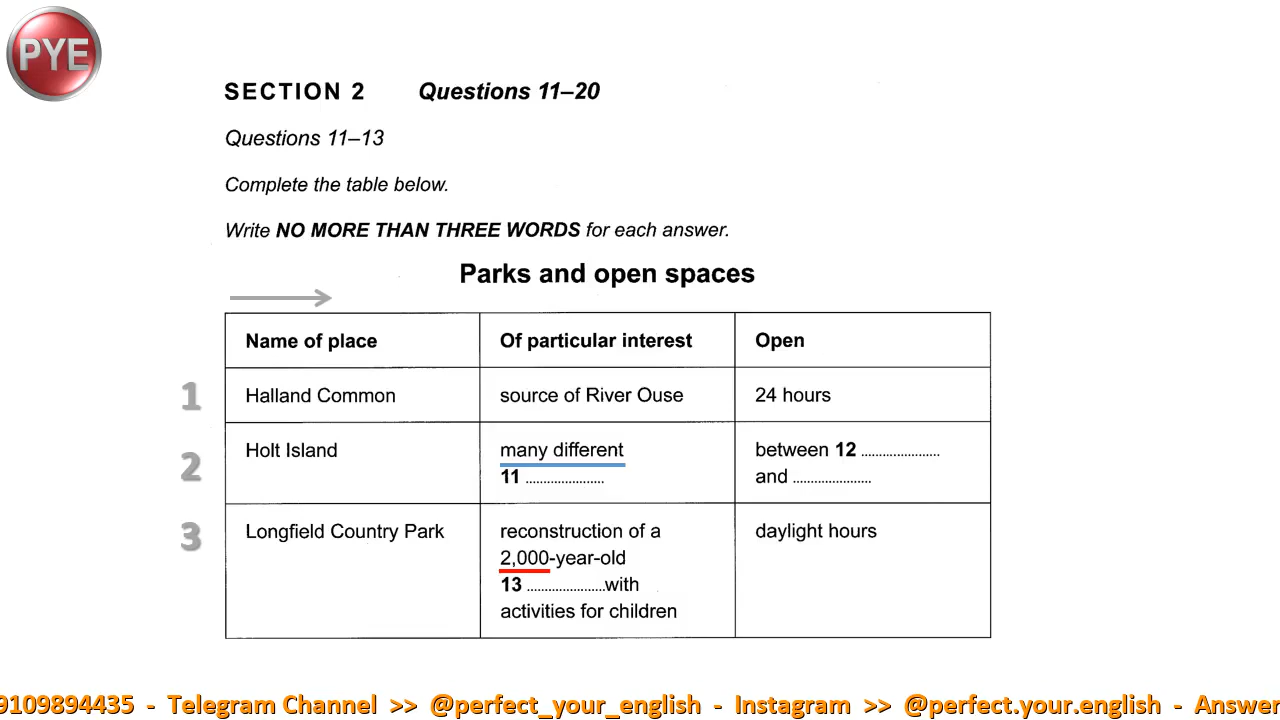 PYE
SECTION 2 Questions 11–20
Questions 11–13
Complete the table below.
Write NO MORE THAN THREE WORDS for each answer.
Parks and open spaces
Name of place Of particular interest Open
1 Halland Common source of River Ouse 24 hours
2 Holt Island many different between 12 ......................
11 ...................... and ......................
3 Longfield Country Park reconstruction of a daylight hours
2,000-year-old
13 ......................with
activities for children
9109894435 - Telegram Channel >> @perfect_your_english - Instagram >> @perfect.your.english - Answer